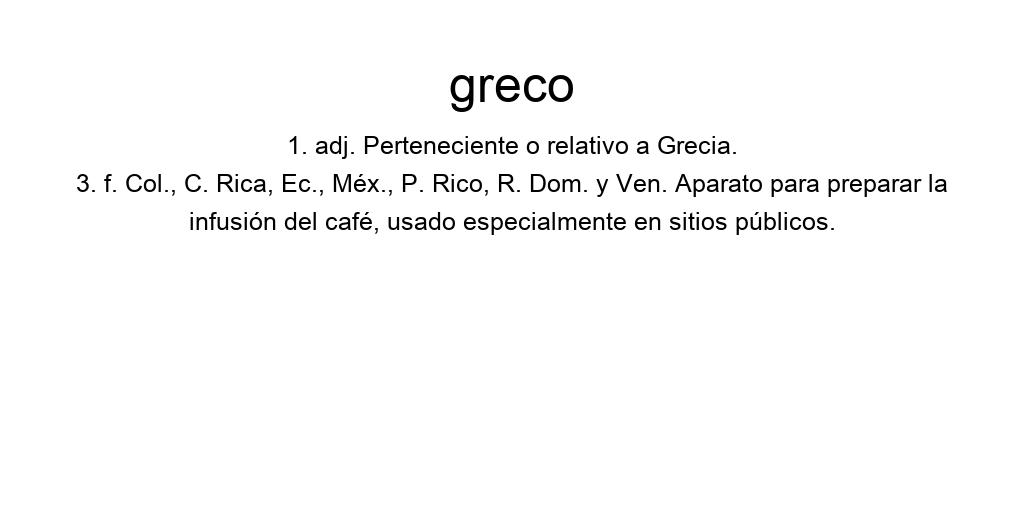 greco
1. adj. Perteneciente o relativo a Grecia.
3. f. Col., C. Rica, Ec., Méx., P. Rico, R. Dom. y Ven. Aparato para preparar la
infusión del café, usado especialmente en sitios públicos.